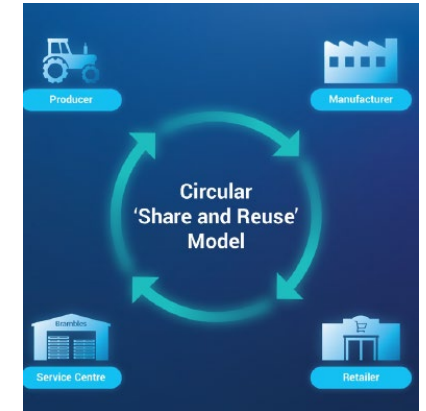 Producer
Manufacturer
Circular
‘Share and Reuse’
Model
Brambles
Service Centre
Retailer